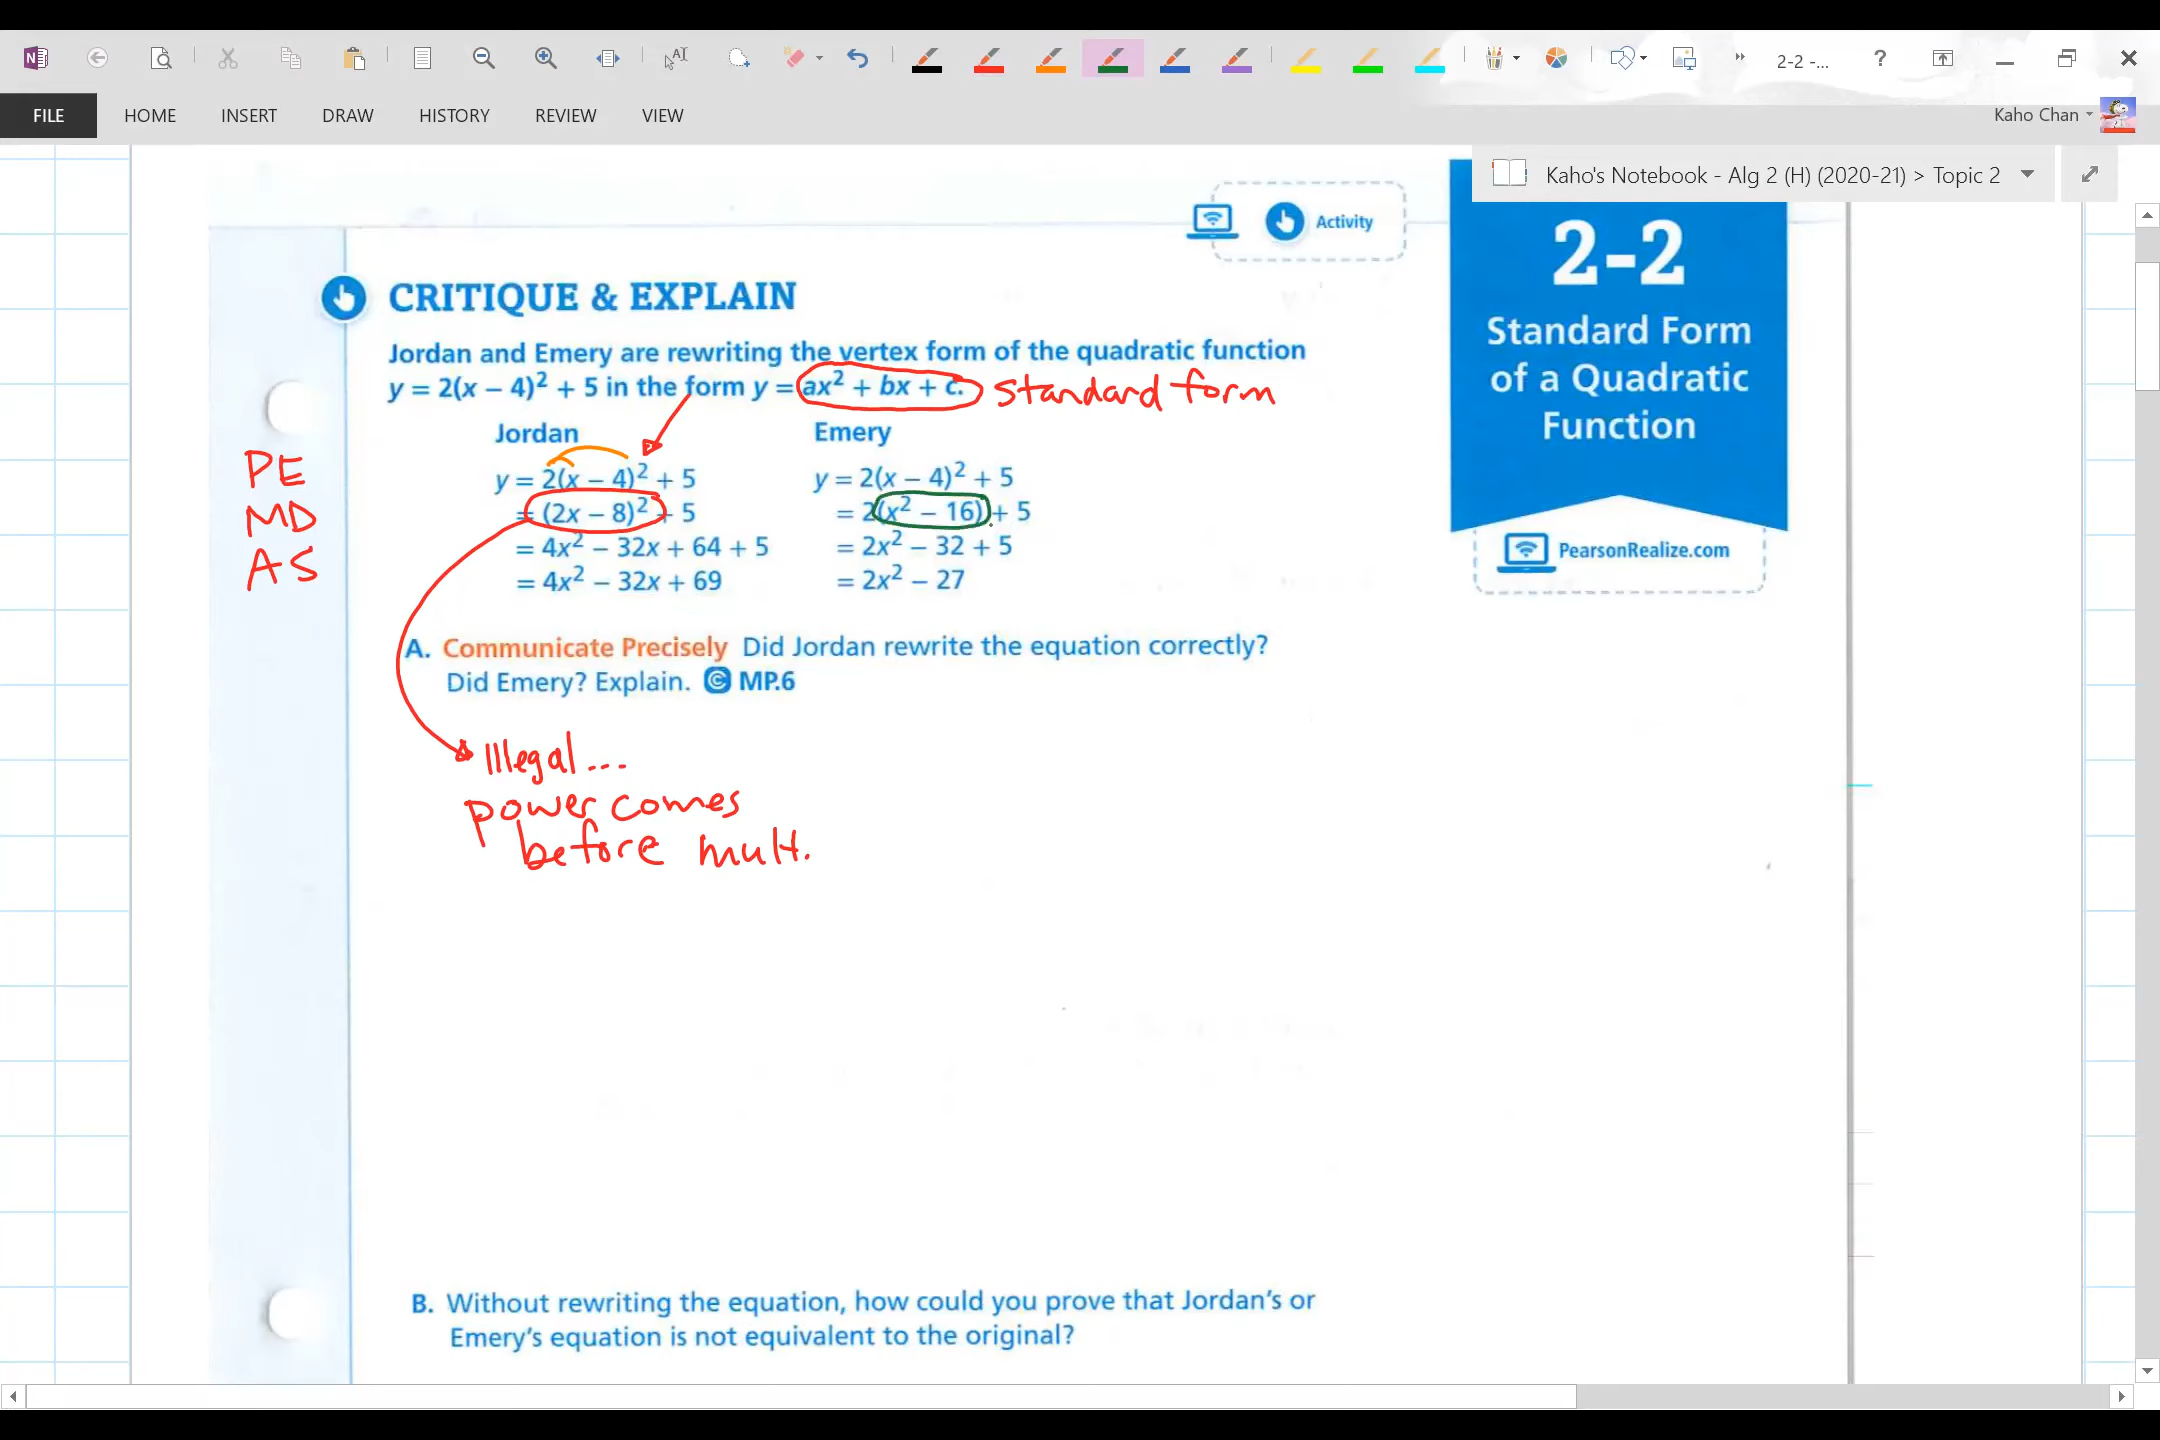 2-2 -...
?
FILE HOME INSERT DRAW HISTORY REVIEW VIEW
Kaho Chan
Kaho's Notebook - Alg 2 (H) (2020-21) > Topic 2
Activity
2-2
Standard Form
of a Quadratic
Function
PearsonRealize.com
CRITIQUE & EXPLAIN
Jordan and Emery are rewriting the vertex form of the quadratic function
y = 2(x – 4)² + 5 in the form y = ax² + bx + c. Standard form
Jordan
y = 2(x – 4)² + 5
= (2x – 8)² + 5
= 4x² – 32x + 64 + 5
= 4x² – 32x + 69
Emery
y = 2(x – 4)² + 5
= 2(x² – 16) + 5
= 2x² – 32 + 5
= 2x² – 27
PE
MD
AS
A. Communicate Precisely Did Jordan rewrite the equation correctly?
Did Emery? Explain. © MP.6
Illegal...
power comes
before mult.
B. Without rewriting the equation, how could you prove that Jordan's or
Emery's equation is not equivalent to the original?